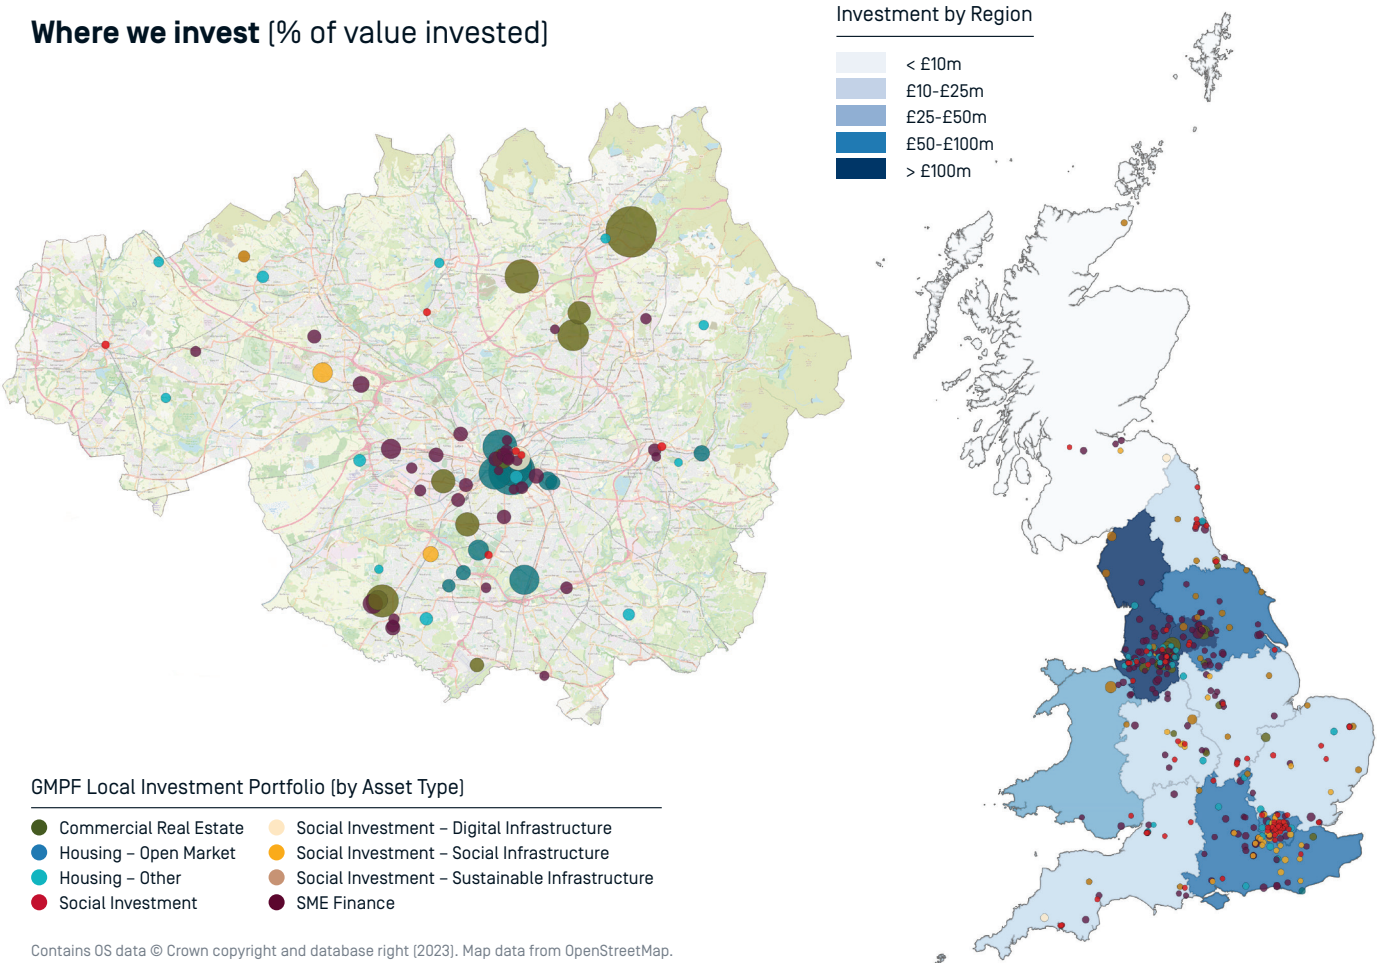 Where we invest (% of value invested)
Investment by Region
< £10m
£10-£25m
£25-£50m
£50-£100m
> £100m
GMPF Local Investment Portfolio (by Asset Type)
Commercial Real Estate
Housing – Open Market
Housing – Other
Social Investment
Social Investment – Digital Infrastructure
Social Investment – Social Infrastructure
Social Investment – Sustainable Infrastructure
SME Finance
Contains OS data © Crown copyright and database right (2023). Map data from OpenStreetMap.